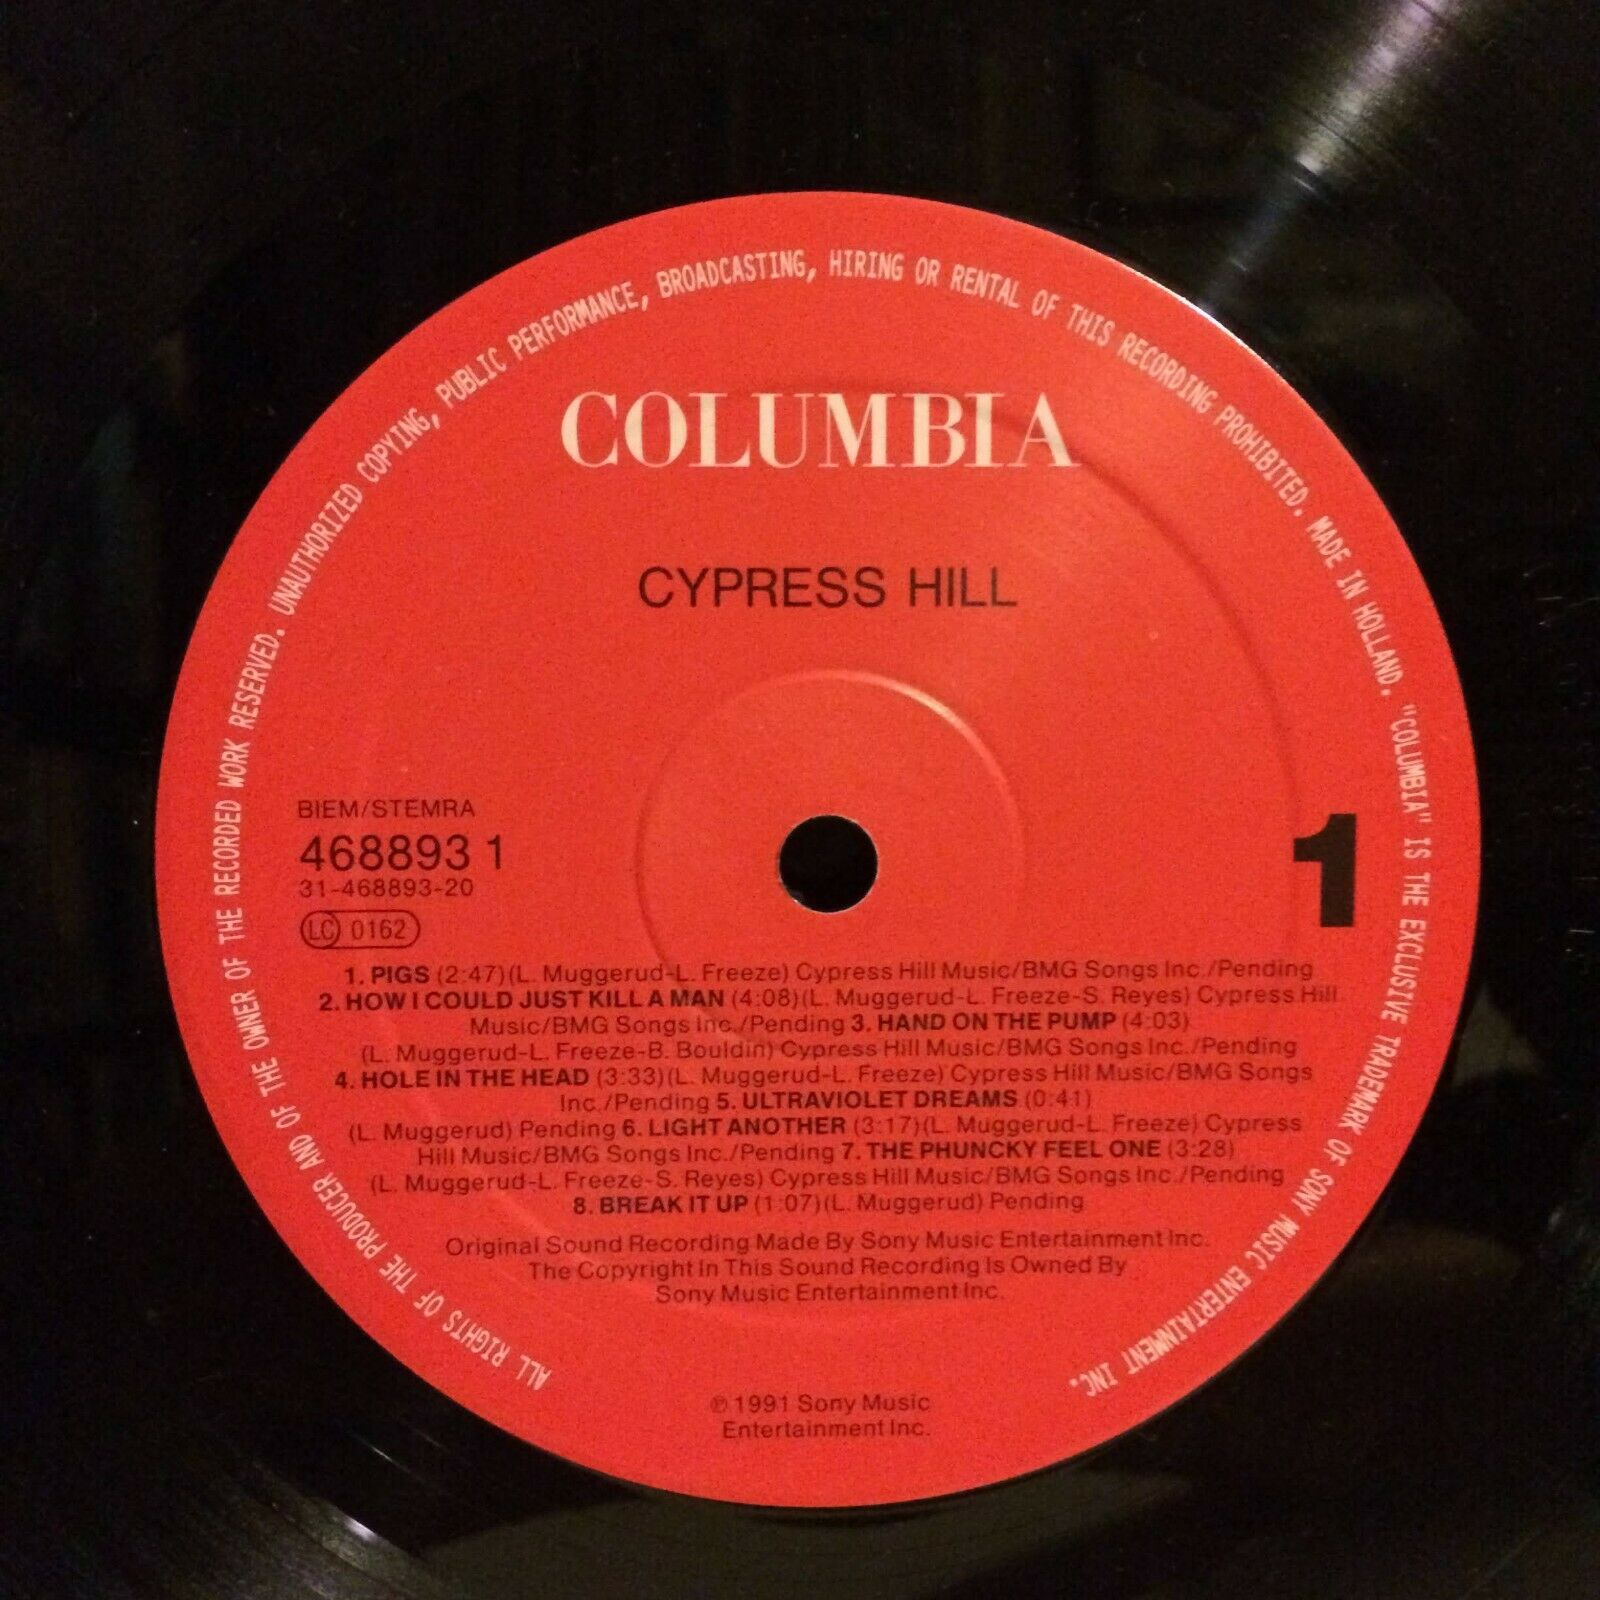 ALL RIGHTS OF THE PRODUCER AND OF THE OWNER OF THE RECORDED WORK RESERVED. UNAUTHORIZED COPYING, PUBLIC PERFORMANCE, BROADCASTING, HIRING OR RENTAL OF THIS RECORDING PROHIBITED. MADE IN HOLLAND. "COLUMBIA" IS THE EXCLUSIVE TRADEMARK OF SONY MUSIC ENTERTAINMENT INC.
COLUMBIA
CYPRESS HILL
BIEM/STEMRA
468893 1
31-468893-20
LC 0162
1
1. PIGS (2:47)(L. Muggerud-L. Freeze) Cypress Hill Music/BMG Songs Inc./Pending
2. HOW I COULD JUST KILL A MAN (4:08)(L. Muggerud-L. Freeze-S. Reyes) Cypress Hill
Music/BMG Songs Inc./Pending 3. HAND ON THE PUMP (4:03)
(L. Muggerud-L. Freeze-B. Bouldin) Cypress Hill Music/BMG Songs Inc./Pending
4. HOLE IN THE HEAD (3:33)(L. Muggerud-L. Freeze) Cypress Hill Music/BMG Songs
Inc./Pending 5. ULTRAVIOLET DREAMS (0:41)
(L. Muggerud) Pending 6. LIGHT ANOTHER (3:17)(L. Muggerud-L. Freeze) Cypress
Hill Music/BMG Songs Inc./Pending 7. THE PHUNCKY FEEL ONE (3:28)
(L. Muggerud-L. Freeze-S. Reyes) Cypress Hill Music/BMG Songs Inc./Pending
8. BREAK IT UP (1:07)(L. Muggerud) Pending
Original Sound Recording Made By Sony Music Entertainment Inc.
The Copyright In This Sound Recording Is Owned By
Sony Music Entertainment Inc.
℗ 1991 Sony Music
Entertainment Inc.